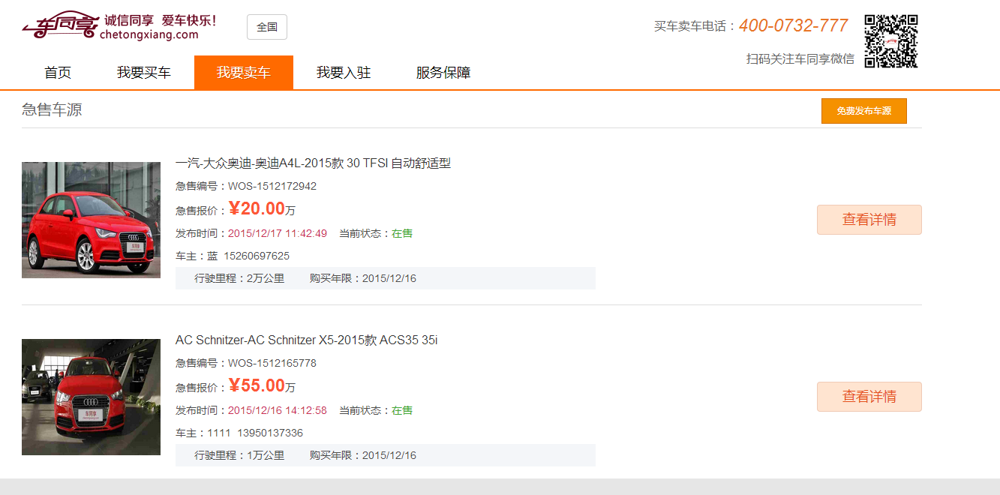 车同享 诚信同享 爱车快乐!
chetongxiang.com
全国
买车卖车电话：400-0732-777
扫码关注车同享微信
首页 我要买车 我要卖车 我要入驻 服务保障
急售车源
免费发布车源
一汽-大众奥迪-奥迪A4L-2015款 30 TFSI 自动舒适型
急售编号：WOS-1512172942
急售报价：¥20.00万
发布时间：2015/12/17 11:42:49 当前状态：在售
车主：蓝 15260697625
行驶里程：2万公里 购买年限：2015/12/16
查看详情
车同享
AC Schnitzer-AC Schnitzer X5-2015款 ACS35 35i
急售编号：WOS-1512165778
急售报价：¥55.00万
发布时间：2015/12/16 14:12:58 当前状态：在售
车主：1111 13950137336
行驶里程：1万公里 购买年限：2015/12/16
查看详情
车同享